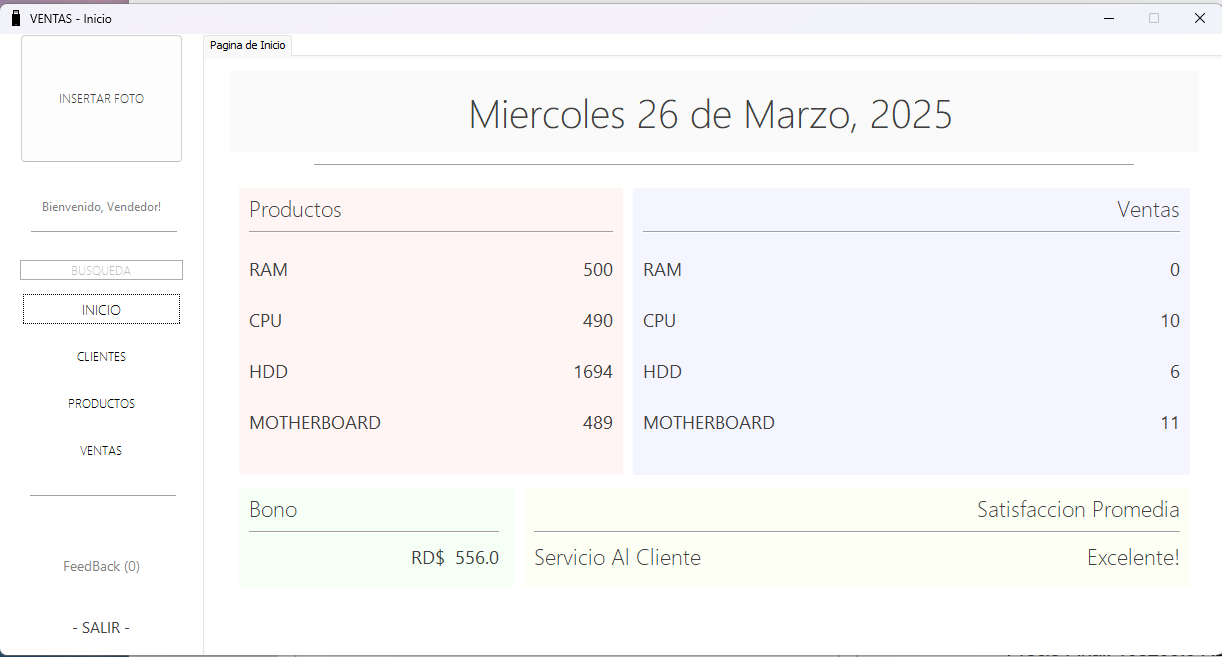 VENTAS - Inicio
INSERTAR FOTO
Bienvenido, Vendedor!
BUSQUEDA
INICIO
CLIENTES
PRODUCTOS
VENTAS
FeedBack (0)
- SALIR -
Pagina de Inicio
Miercoles 26 de Marzo, 2025
Productos
RAM 500
CPU 490
HDD 1694
MOTHERBOARD 489
Ventas
RAM 0
CPU 10
HDD 6
MOTHERBOARD 11
Bono
RD$ 556.0
Satisfaccion Promedia
Servicio Al Cliente Excelente!